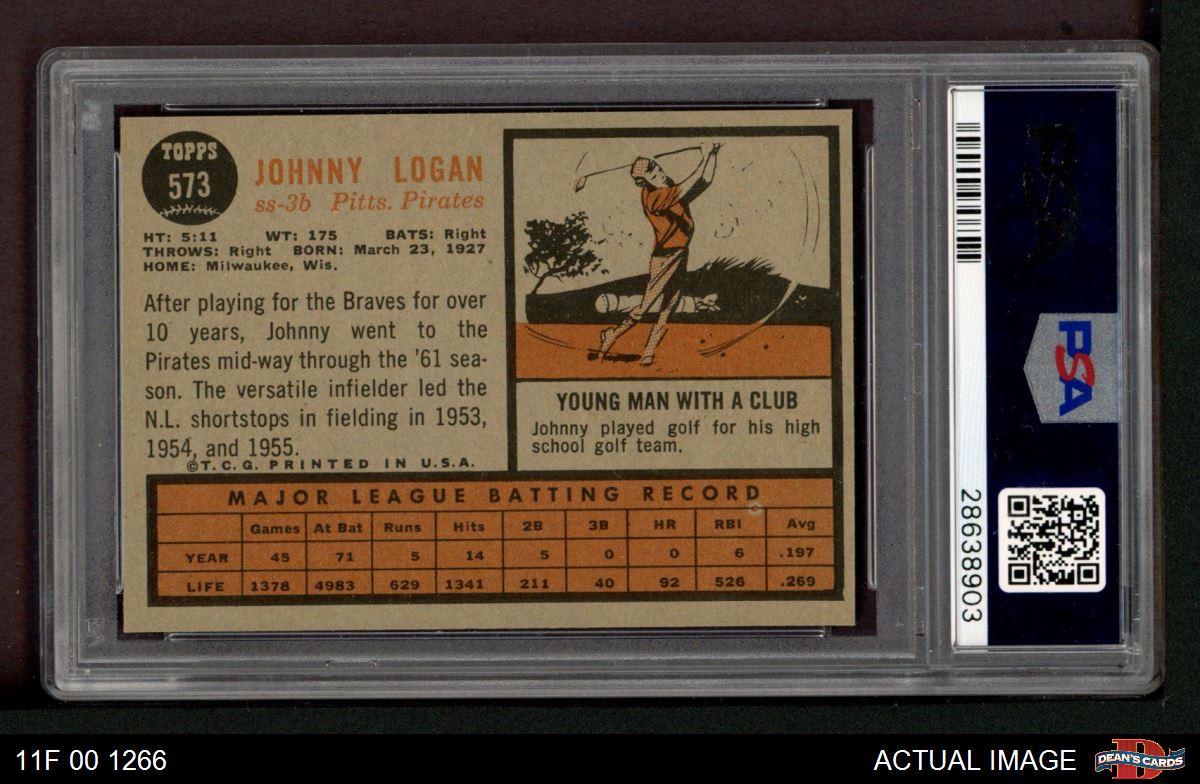 TOPPS
573
JOHNNY LOGAN
ss-3b Pitts. Pirates
HT: 5:11 WT: 175 BATS: Right
THROWS: Right BORN: March 23, 1927
HOME: Milwaukee, Wis.
After playing for the Braves for over
10 years, Johnny went to the
Pirates mid-way through the '61 sea-
son. The versatile infielder led the
N.L. shortstops in fielding in 1953,
1954, and 1955.
©T.C.G. PRINTED IN U.S.A.
YOUNG MAN WITH A CLUB
Johnny played golf for his high
school golf team.
MAJOR LEAGUE BATTING RECORD
Games At Bat Runs Hits 2B 3B HR RBI Avg
YEAR 45 71 5 14 5 0 0 6 .197
LIFE 1378 4983 629 1341 211 40 92 526 .269
PSA
PSA
28638903
11F 00 1266
ACTUAL IMAGE
DEAN'S CARDS